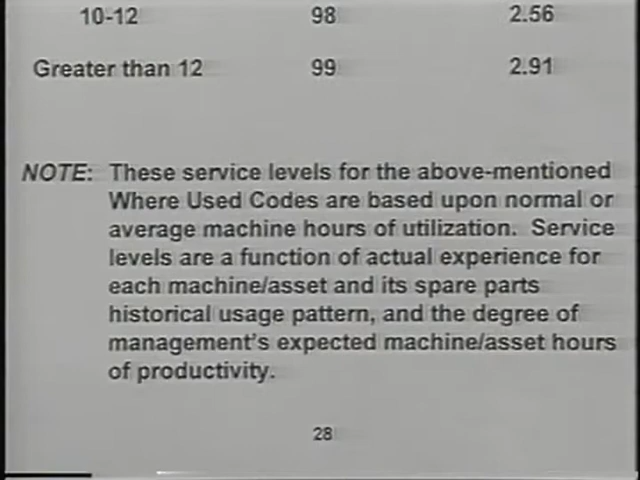 10-12 98 2.56
Greater than 12 99 2.91
NOTE: These service levels for the above-mentioned
Where Used Codes are based upon normal or
average machine hours of utilization. Service
levels are a function of actual experience for
each machine/asset and its spare parts
historical usage pattern, and the degree of
management's expected machine/asset hours
of productivity.
28